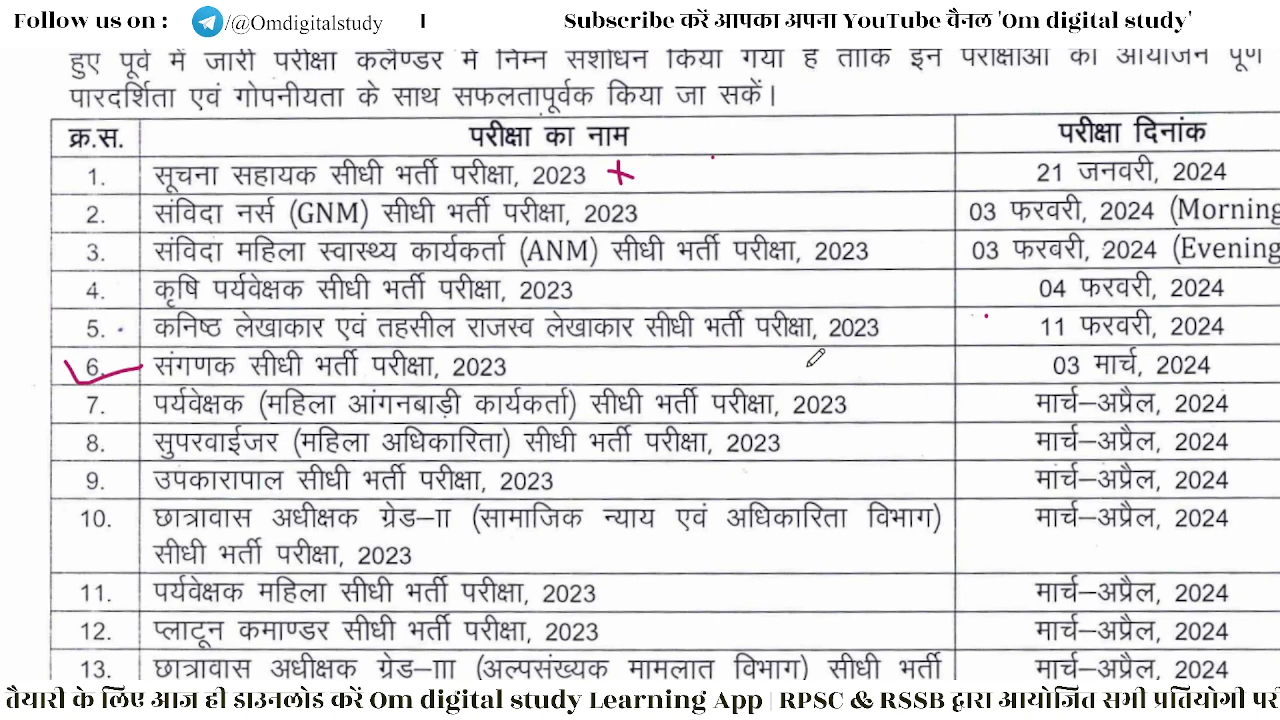 Follow us on : /@Omdigitalstudy I Subscribe करें आपका अपना YouTube चैनल 'Om digital study'
हुए पूर्व में जारी परीक्षा कलैण्डर में निम्न संशोधन किया गया है ताकि इन परीक्षाओं का आयोजन पूर्ण
पारदर्शिता एवं गोपनीयता के साथ सफलतापूर्वक किया जा सकें।
क्र.स. परीक्षा का नाम परीक्षा दिनांक
1. सूचना सहायक सीधी भर्ती परीक्षा, 2023 21 जनवरी, 2024
2. संविदा नर्स (GNM) सीधी भर्ती परीक्षा, 2023 03 फरवरी, 2024 (Morning
3. संविदा महिला स्वास्थ्य कार्यकर्ता (ANM) सीधी भर्ती परीक्षा, 2023 03 फरवरी, 2024 (Evening
4. कृषि पर्यवेक्षक सीधी भर्ती परीक्षा, 2023 04 फरवरी, 2024
5. कनिष्ठ लेखाकार एवं तहसील राजस्व लेखाकार सीधी भर्ती परीक्षा, 2023 11 फरवरी, 2024
6. संगणक सीधी भर्ती परीक्षा, 2023 03 मार्च, 2024
7. पर्यवेक्षक (महिला आंगनबाड़ी कार्यकर्ता) सीधी भर्ती परीक्षा, 2023 मार्च–अप्रैल, 2024
8. सुपरवाईजर (महिला अधिकारिता) सीधी भर्ती परीक्षा, 2023 मार्च–अप्रैल, 2024
9. उपकारापाल सीधी भर्ती परीक्षा, 2023 मार्च–अप्रैल, 2024
10. छात्रावास अधीक्षक ग्रेड–II (सामाजिक न्याय एवं अधिकारिता विभाग) मार्च–अप्रैल, 2024
सीधी भर्ती परीक्षा, 2023
11. पर्यवेक्षक महिला सीधी भर्ती परीक्षा, 2023 मार्च–अप्रैल, 2024
12. प्लाटून कमाण्डर सीधी भर्ती परीक्षा, 2023 मार्च–अप्रैल, 2024
13. छात्रावास अधीक्षक ग्रेड–III (अल्पसंख्यक मामलात विभाग) सीधी भर्ती मार्च–अप्रैल, 2024
तैयारी के लिए आज ही डाउनलोड करें Om digital study Learning App | RPSC & RSSB द्वारा आयोजित सभी प्रतियोगी परी